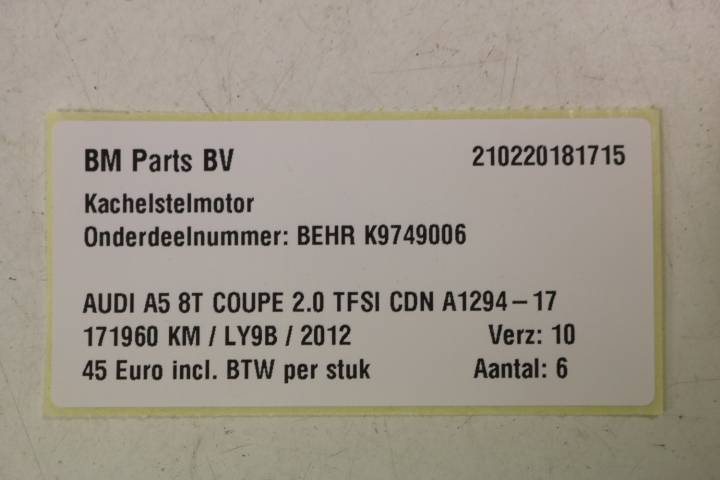 BM Parts BV 210220181715
Kachelstelmotor
Onderdeelnummer: BEHR K9749006
AUDI A5 8T COUPE 2.0 TFSI CDN A1294-17
171960 KM / LY9B / 2012 Verz: 10
45 Euro incl. BTW per stuk Aantal: 6